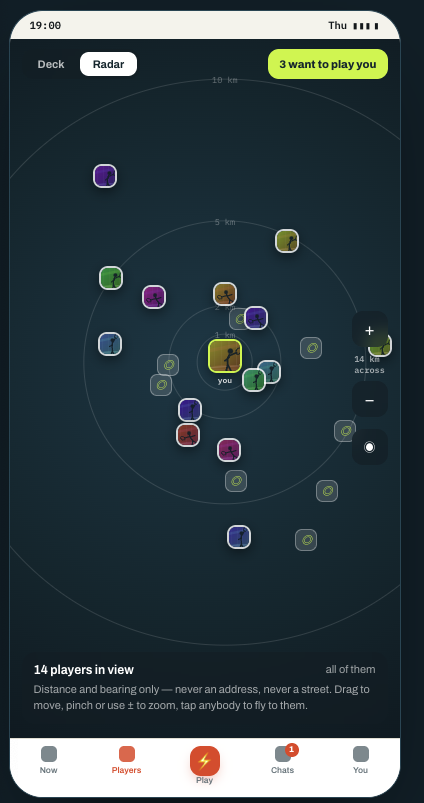 19:00
Thu
Deck
Radar
3 want to play you
10 km
5 km
2 km
1 km
you
+
14 km
across
−
14 players in view
all of them
Distance and bearing only — never an address, never a street. Drag to
move, pinch or use ± to zoom, tap anybody to fly to them.
1
Now
Players
Play
Chats
You